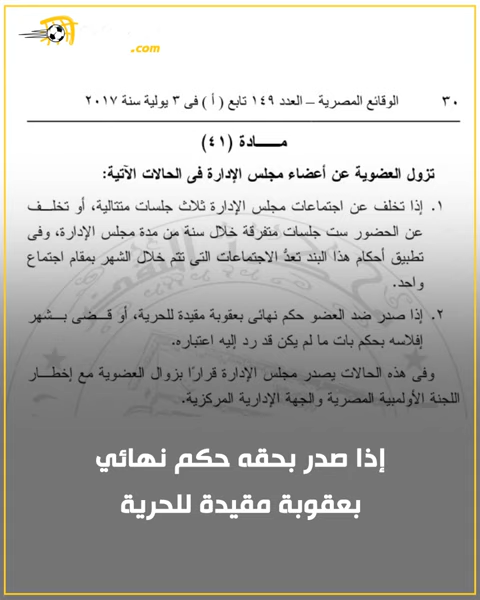 .com
٣٠ الوقائع المصرية – العدد ١٤٩ تابع (أ) فى ٣ يولية سنة ٢٠١٧
مــــادة (٤١)
تزول العضوية عن أعضاء مجلس الإدارة فى الحالات الآتية:
١. إذا تخلف عن اجتماعات مجلس الإدارة ثلاث جلسات متتالية، أو تخلــف
عن الحضور ست جلسات متفرقة خلال سنة من مدة مجلس الإدارة، وفى
تطبيق أحكام هذا البند تعدُّ الاجتماعات التى تتم خلال الشهر بمقام اجتماع
واحد.
٢. إذا صدر ضد العضو حكم نهائى بعقوبة مقيدة للحرية، أو قــضى بــشهر
إفلاسه بحكم بات ما لم يكن قد رد إليه اعتباره.
وفى هذه الحالات يصدر مجلس الإدارة قرارًا بزوال العضوية مع إخطــار
اللجنة الأولمبية المصرية والجهة الإدارية المركزية.
إذا صدر بحقه حكم نهائي
بعقوبة مقيدة للحرية